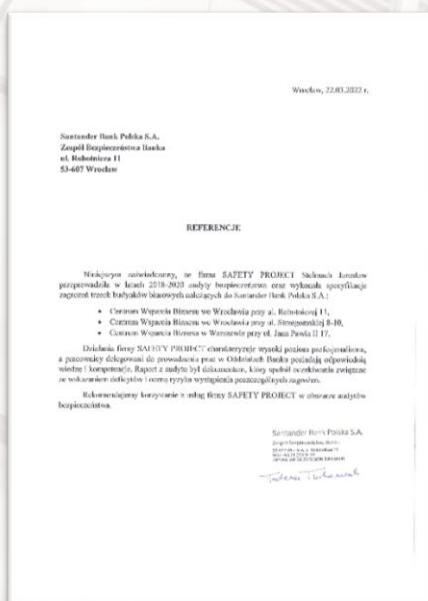 Wrocław, 22.03.2022 r.
Santander Bank Polska S.A.
Zespół Bezpieczeństwa Banku
ul. Robotnicza 11
53-607 Wrocław
REFERENCJE
Niniejszym zaświadczamy, że firma SAFETY PROJECT Stelmach Jarosław
przeprowadziła w latach 2018-2020 audyty bezpieczeństwa oraz wykonała specyfikacje
zagrożeń trzech budynków biurowych należących do Santander Bank Polska S.A.:
• Centrum Wsparcia Biznesu we Wrocławiu przy ul. Robotniczej 11,
• Centrum Wsparcia Biznesu we Wrocławiu przy ul. Strzegomskiej 8-10,
• Centrum Wsparcia Biznesu w Warszawie przy al. Jana Pawła II 17.
Działania firmy SAFETY PROJECT charakteryzuje wysoki poziom profesjonalizmu,
a pracownicy delegowani do prowadzenia prac w Oddziałach Banku posiadają odpowiednią
wiedzę i kompetencje. Raport z audytu był dokumentem, który spełnił oczekiwania związane
ze wskazaniem deficytów i oceną ryzyka wystąpienia poszczególnych zagrożeń.
Rekomendujemy korzystanie z usług firmy SAFETY PROJECT w obszarze audytów
bezpieczeństwa.
Santander Bank Polska S.A.